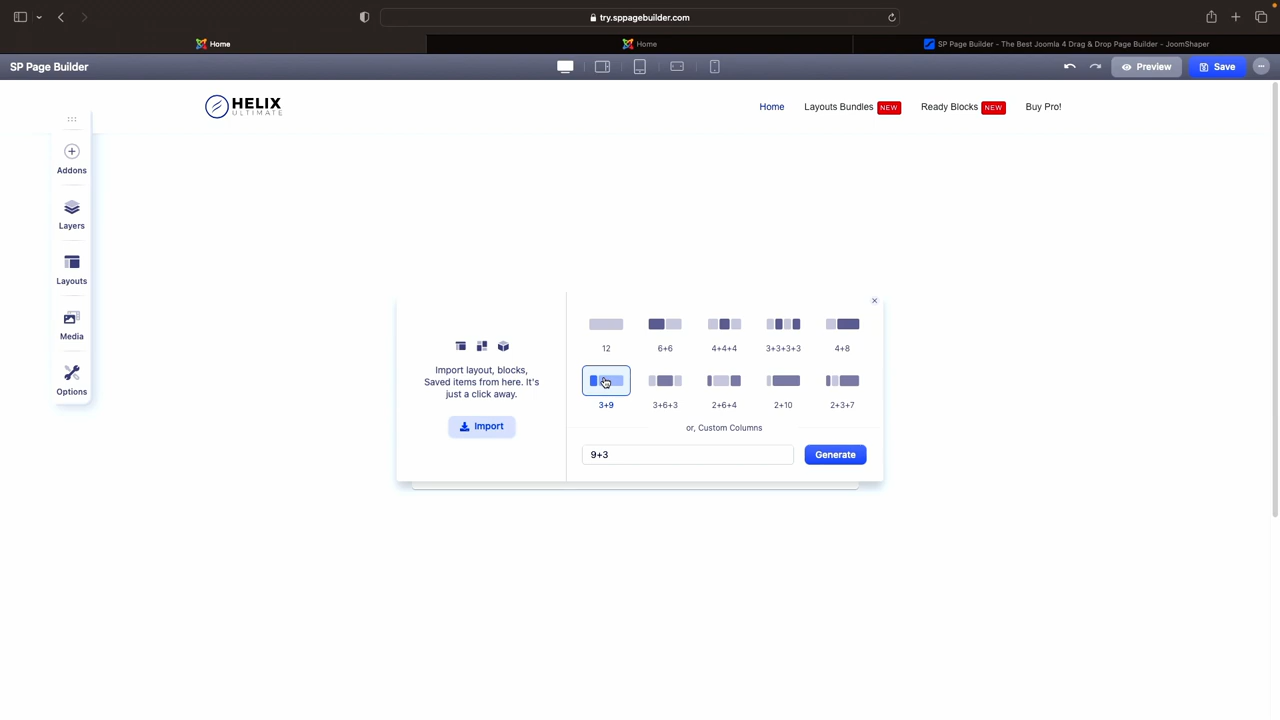 try.sppagebuilder.com
Home
Home
SP Page Builder - The Best Joomla 4 Drag & Drop Page Builder - JoomShaper
SP Page Builder
Preview
Save
HELIX
ULTIMATE
Home
Layouts Bundles NEW
Ready Blocks NEW
Buy Pro!
Addons
Layers
Layouts
Media
Options
Import layout, blocks,
Saved items from here. It's
just a click away.
Import
12
6+6
4+4+4
3+3+3+3
4+8
3+9
3+6+3
2+6+4
2+10
2+3+7
or, Custom Columns
9+3
Generate